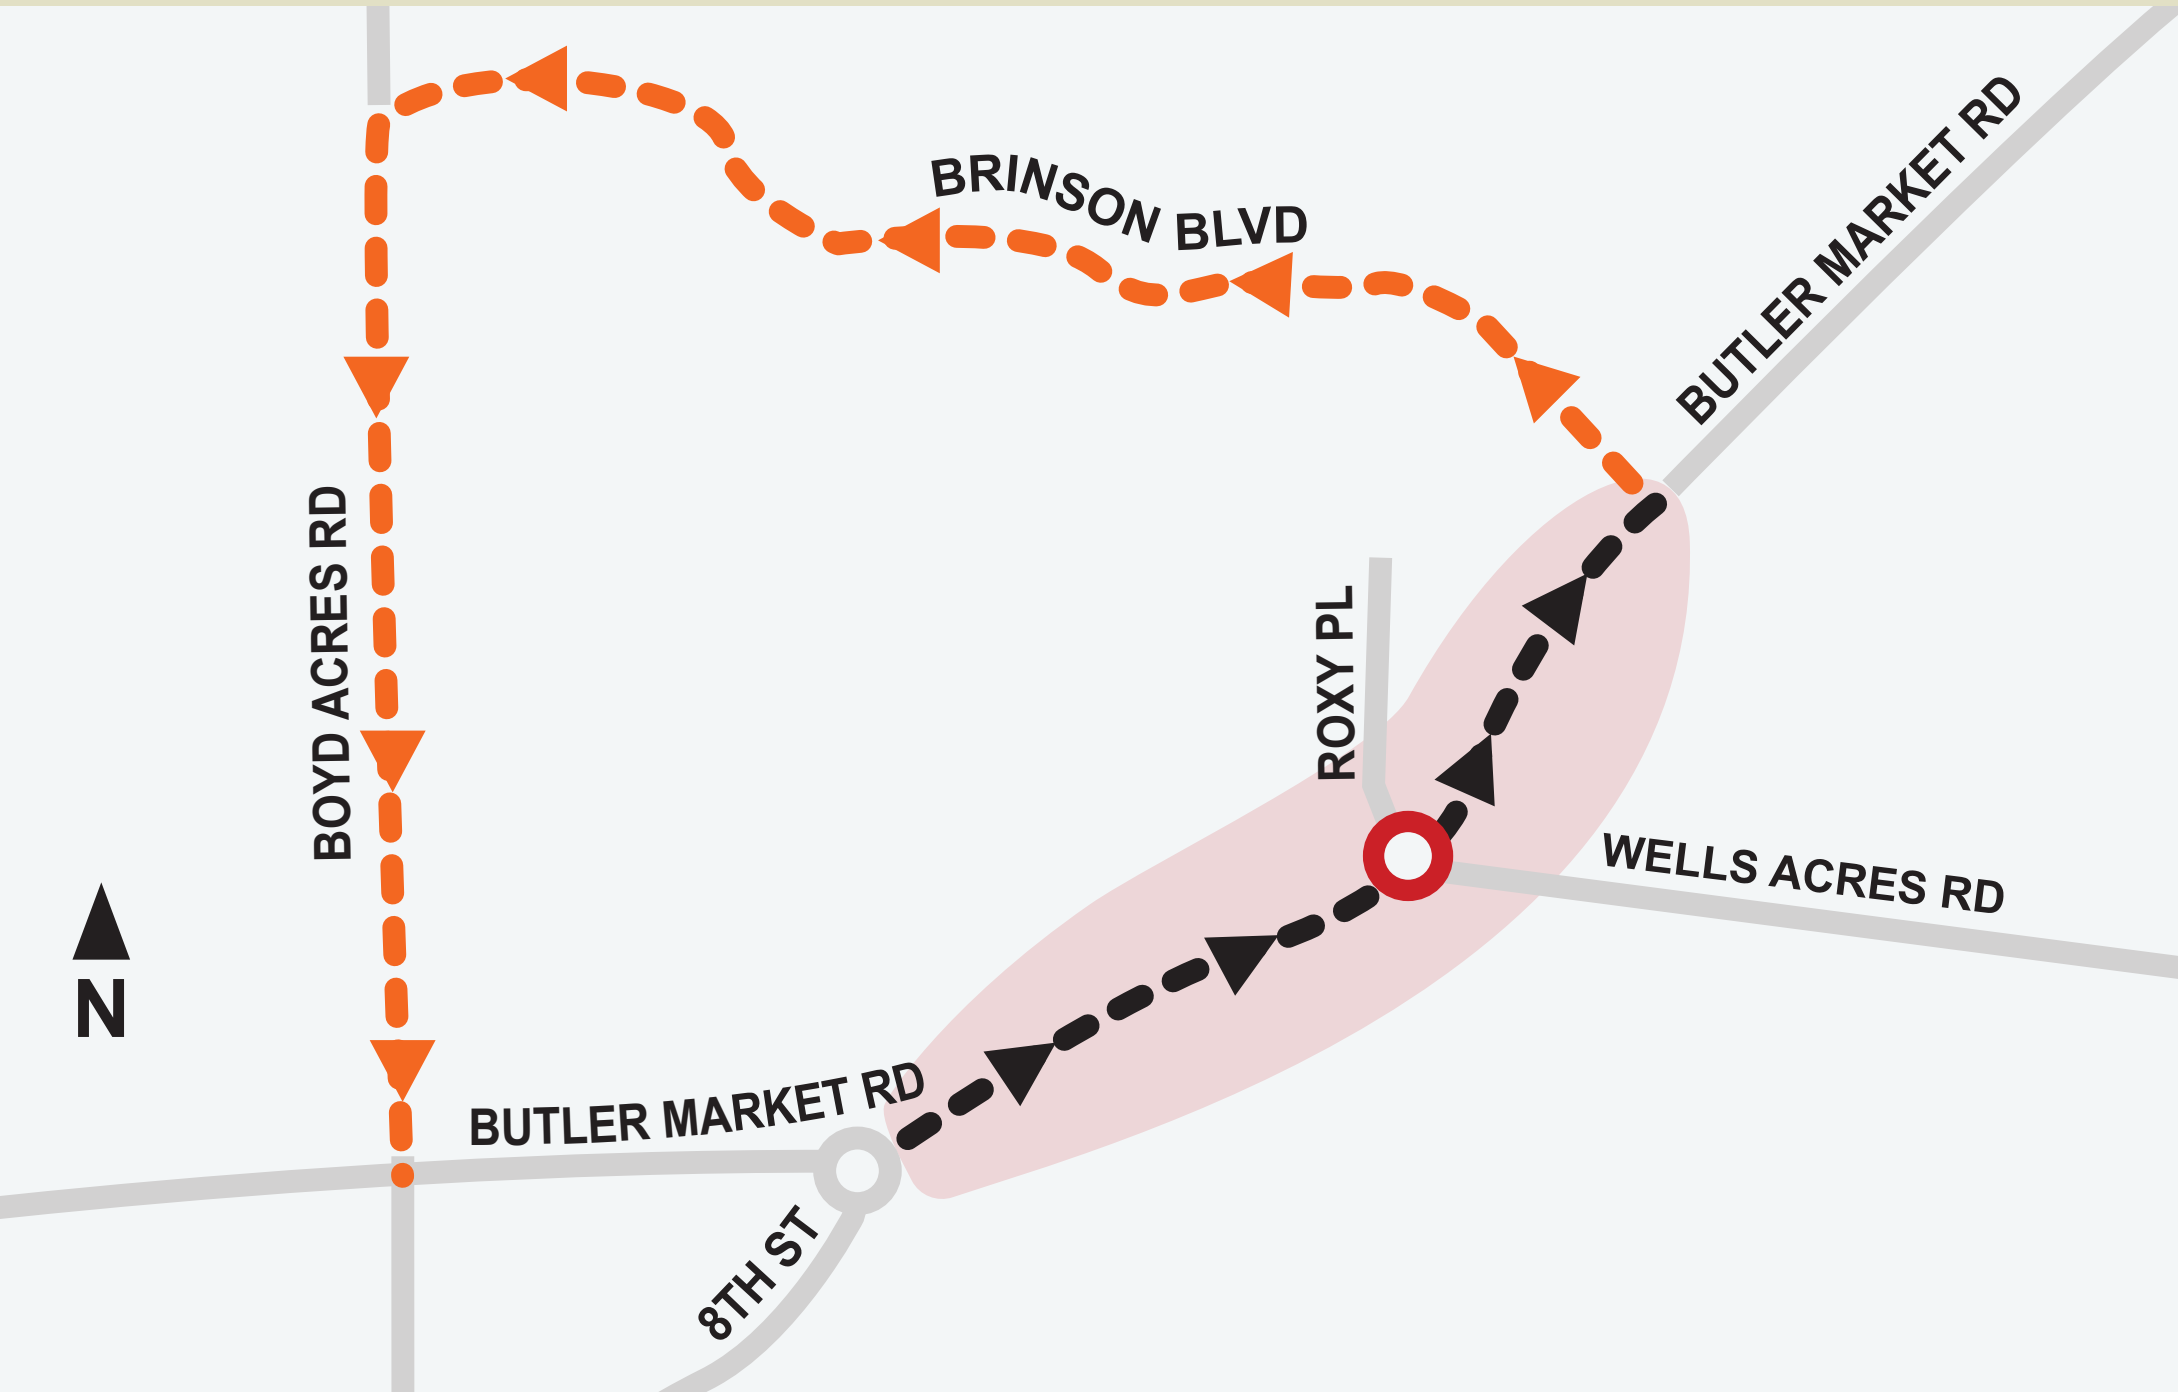 BRINSON BLVD
BUTLER MARKET RD
BOYD ACRES RD
ROXY PL
WELLS ACRES RD
N
BUTLER MARKET RD
8TH ST